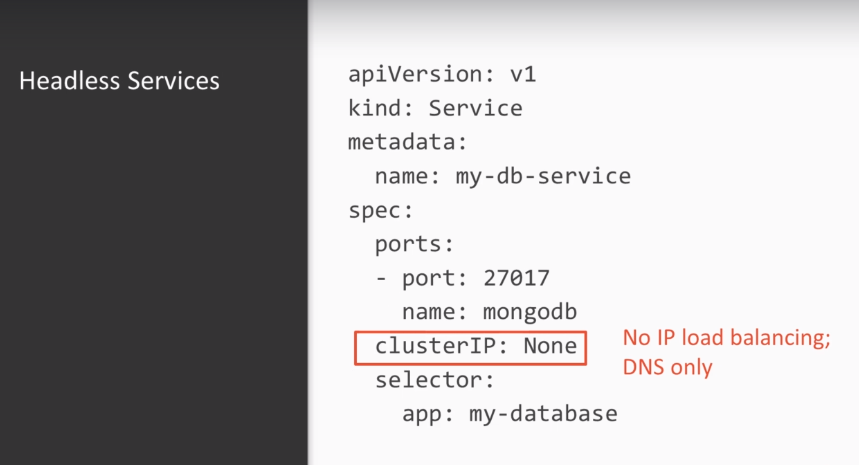 Headless Services
apiVersion: v1
kind: Service
metadata:
  name: my-db-service
spec:
  ports:
  - port: 27017
    name: mongodb
  clusterIP: None
  selector:
    app: my-database
No IP load balancing;
DNS only